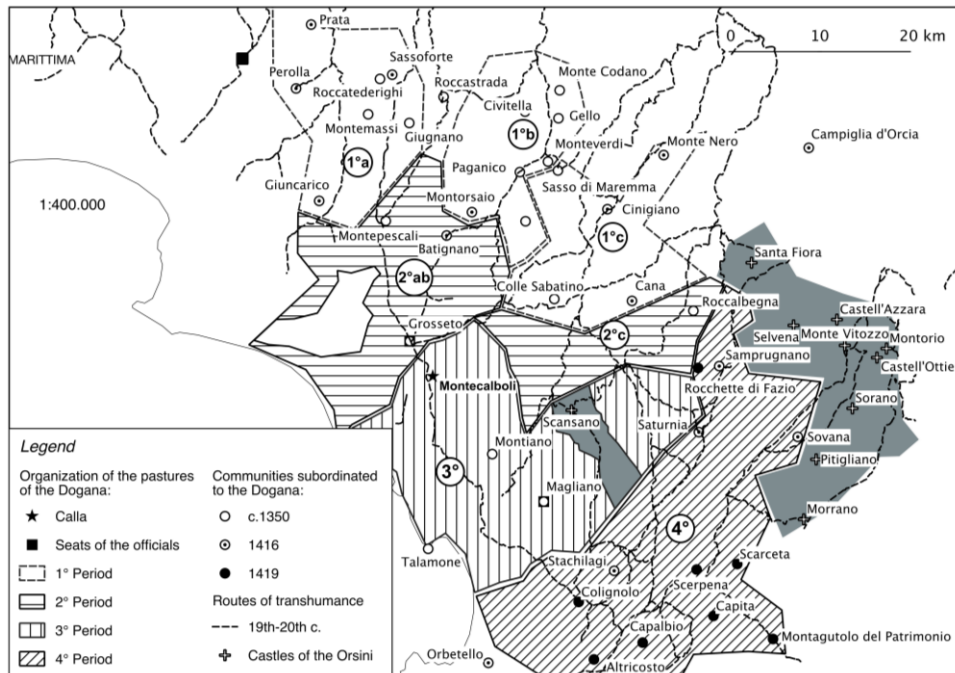 Prata
0 10 20 km
MARITTIMA
Sassoforte
Perolla
Roccatederighi
Roccastrada
Monte Codano
Civitella
Gello
Montemassi
Giugnano
1°b
Campiglia d'Orcia
1°a
Monteverdi
Monte Nero
Paganico
Sasso di Maremma
Giuncarico
1:400.000
Montorsaio
Cinigiano
Montepescali
Batignano
1°c
Santa Fiora
2°ab
Colle Sabatino
Cana
Roccalbegna
Castell'Azzara
Grosseto
2°c
Selvena
Monte Vitozzo
Montorio
Samprugnano
Castell'Ottie
Montecalboli
Rocchette di Fazio
Sorano
Scansano
Saturnia
Sovana
Montiano
Pitigliano
3°
Magliano
Morrano
4°
Talamone
Stachilagi
Scarceta
Scerpena
Colignolo
Capita
Capalbio
Montagutolo del Patrimonio
Orbetello
Altricosto
Legend
Organization of the pastures
of the Dogana:
Calla
Seats of the officials
1° Period
2° Period
3° Period
4° Period
Communities subordinated
to the Dogana:
c.1350
1416
1419
Routes of transhumance
19th-20th c.
Castles of the Orsini